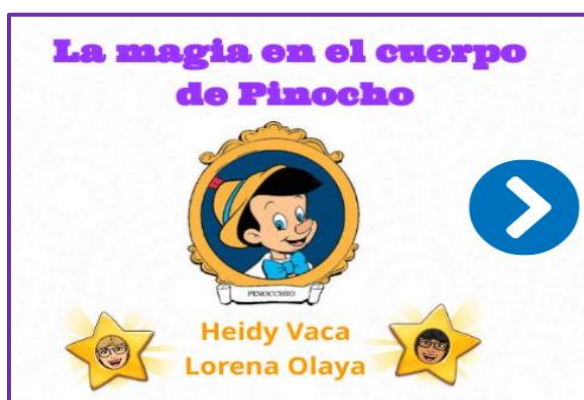 La magia en el cuerpo
de Pinocho
PINOCCHIO
Heidy Vaca
Lorena Olaya